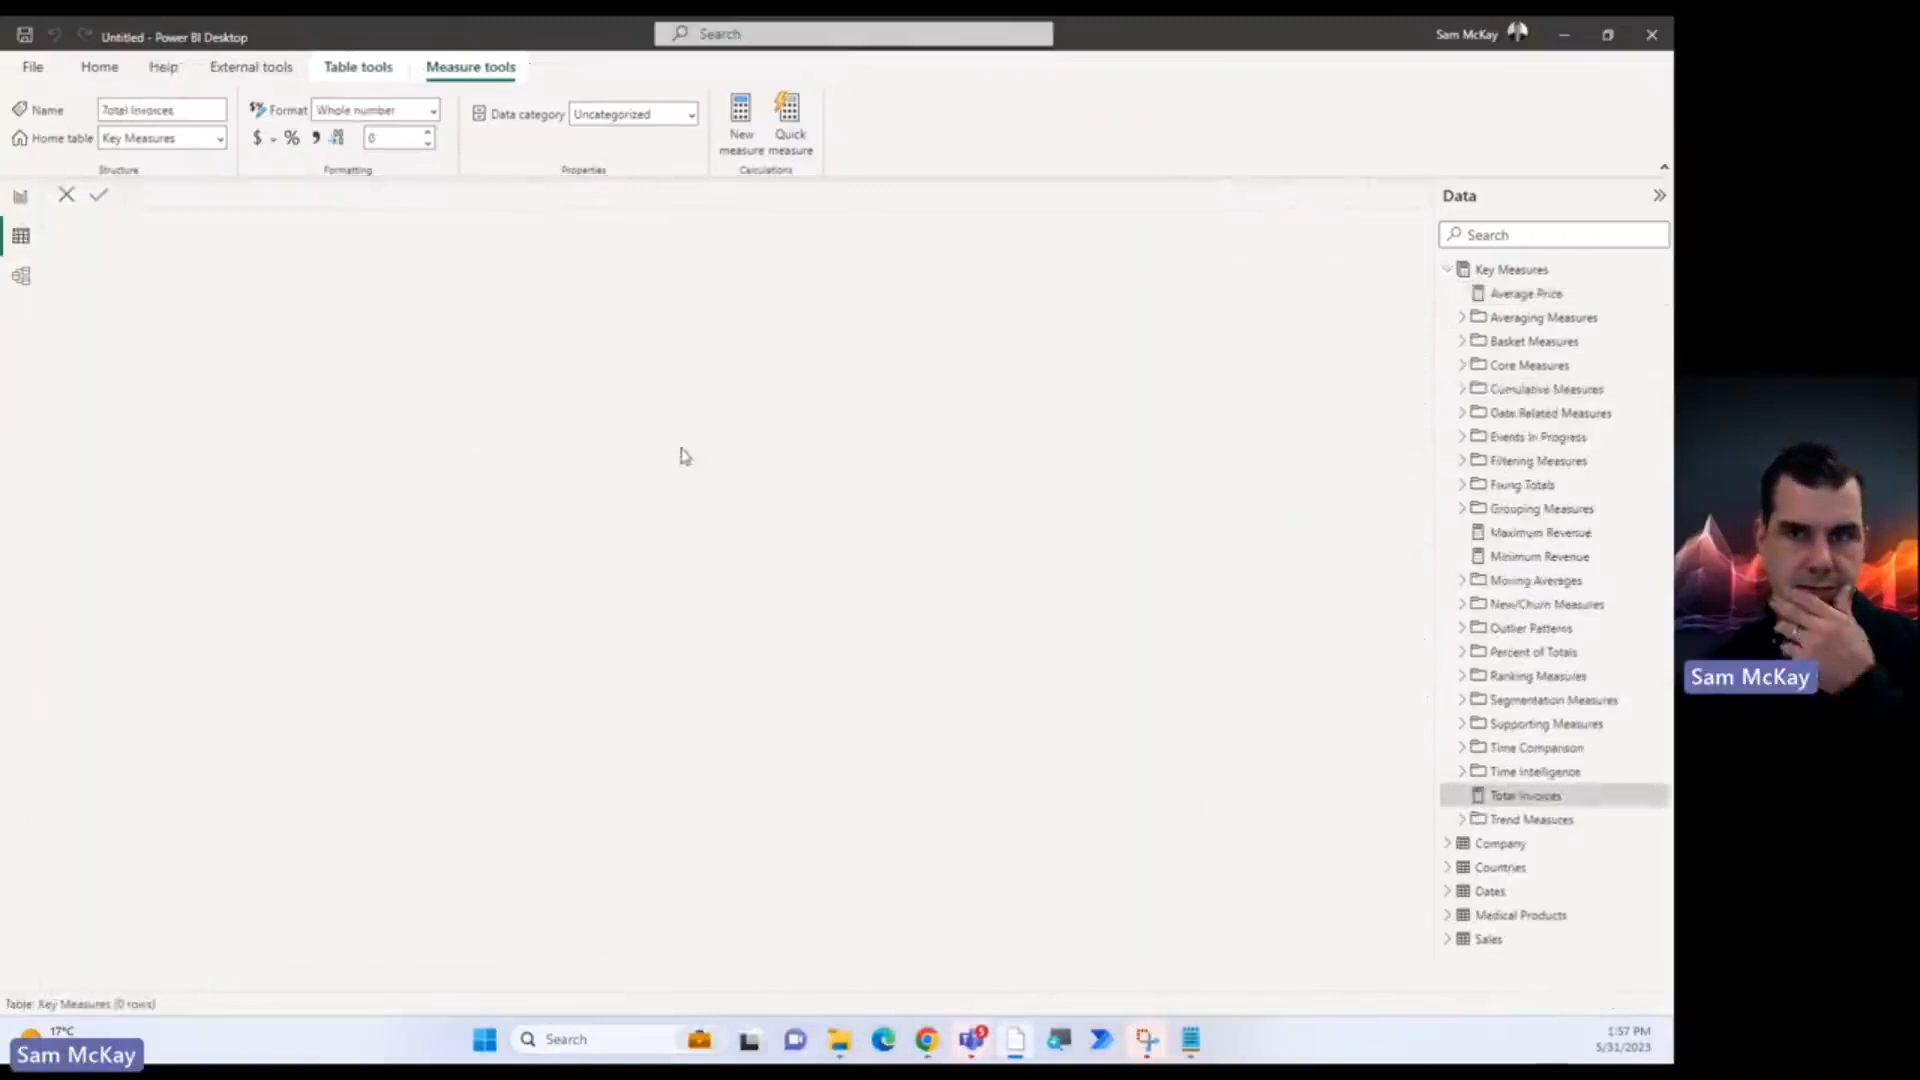 Untitled - Power BI Desktop
Search
Sam McKay
File
Home
Help
External tools
Table tools
Measure tools
Name
Total Invoices
Format
Whole number
Data category
Uncategorized
Home table
Key Measures
$
%
0
New measure
Quick measure
Structure
Formatting
Properties
Calculations
Data
Search
Key Measures
Average Price
Averaging Measures
Basket Measures
Core Measures
Cumulative Measures
Date Related Measures
Events In Progress
Filtering Measures
Fixing Totals
Grouping Measures
Maximum Revenue
Minimum Revenue
Moving Averages
New/Churn Measures
Outlier Patterns
Percent of Totals
Ranking Measures
Segmentation Measures
Supporting Measures
Time Comparison
Time Intelligence
Total Invoices
Trend Measures
Company
Countries
Dates
Medical Products
Sales
Sam McKay
Table: Key Measures (0 rows)
17°C
Sam McKay
Search
5
1:57 PM
5/31/2023